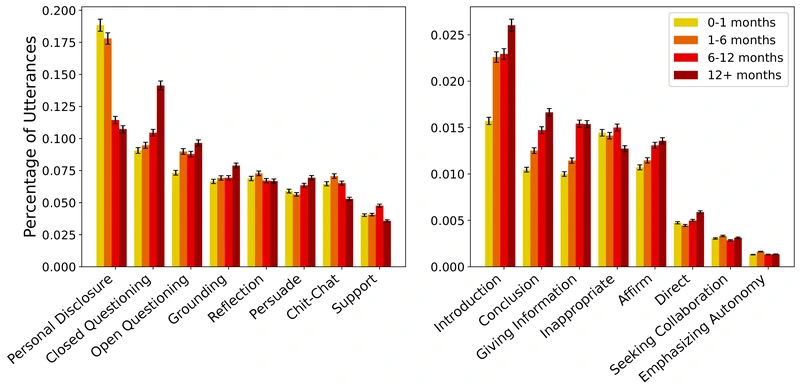 Percentage of Utterances
0.200
0.175
0.150
0.125
0.100
0.075
0.050
0.025
0.000
Personal Disclosure
Closed Questioning
Open Questioning
Grounding
Reflection
Persuade
Chit-Chat
Support
0.025
0.020
0.015
0.010
0.005
0.000
Introduction
Conclusion
Giving Information
Inappropriate
Affirm
Direct
Seeking Collaboration
Emphasizing Autonomy
0-1 months
1-6 months
6-12 months
12+ months